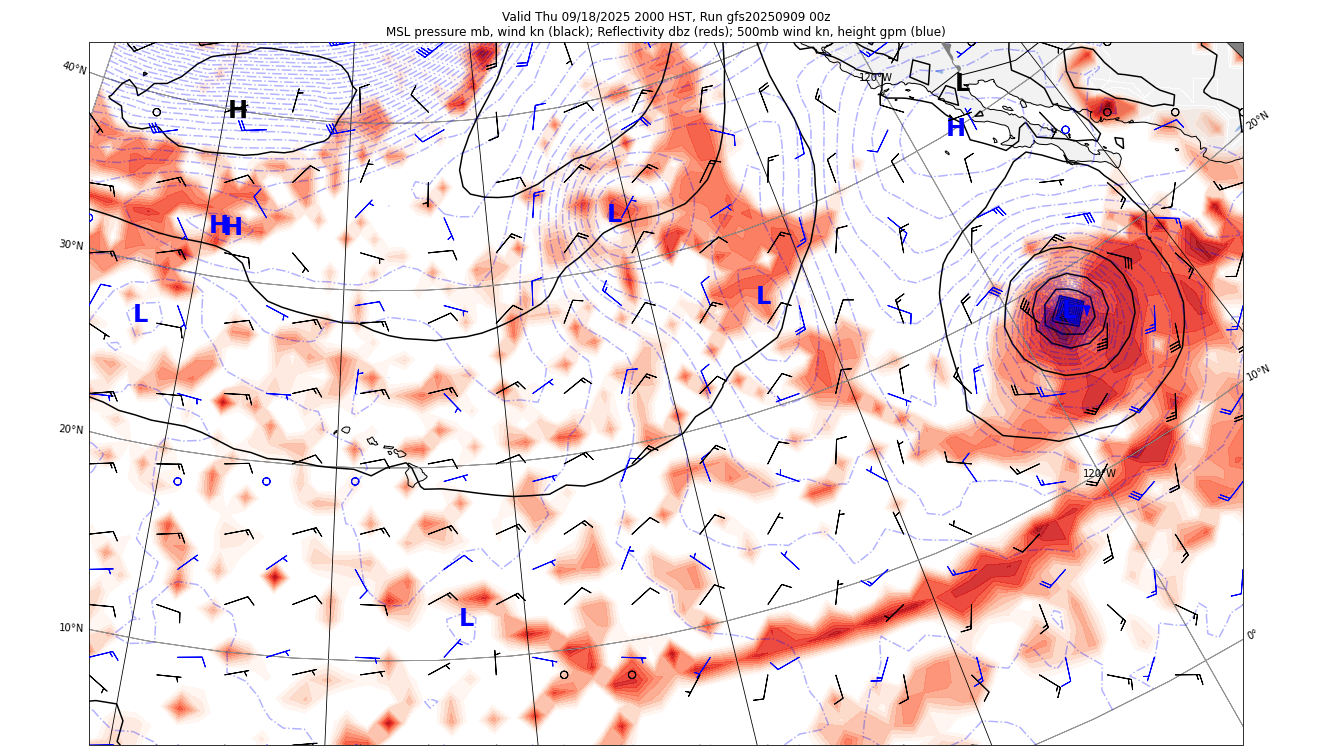 Valid Thu 09/18/2025 2000 HST, Run gfs20250909 00z
MSL pressure mb, wind kn (black); Reflectivity dbz (reds); 500mb wind kn, height gpm (blue)
40°N
120°W
L
H
H
20°N
L
HH
30°N
L
L
10°N
20°N
120°W
L
10°N
0°